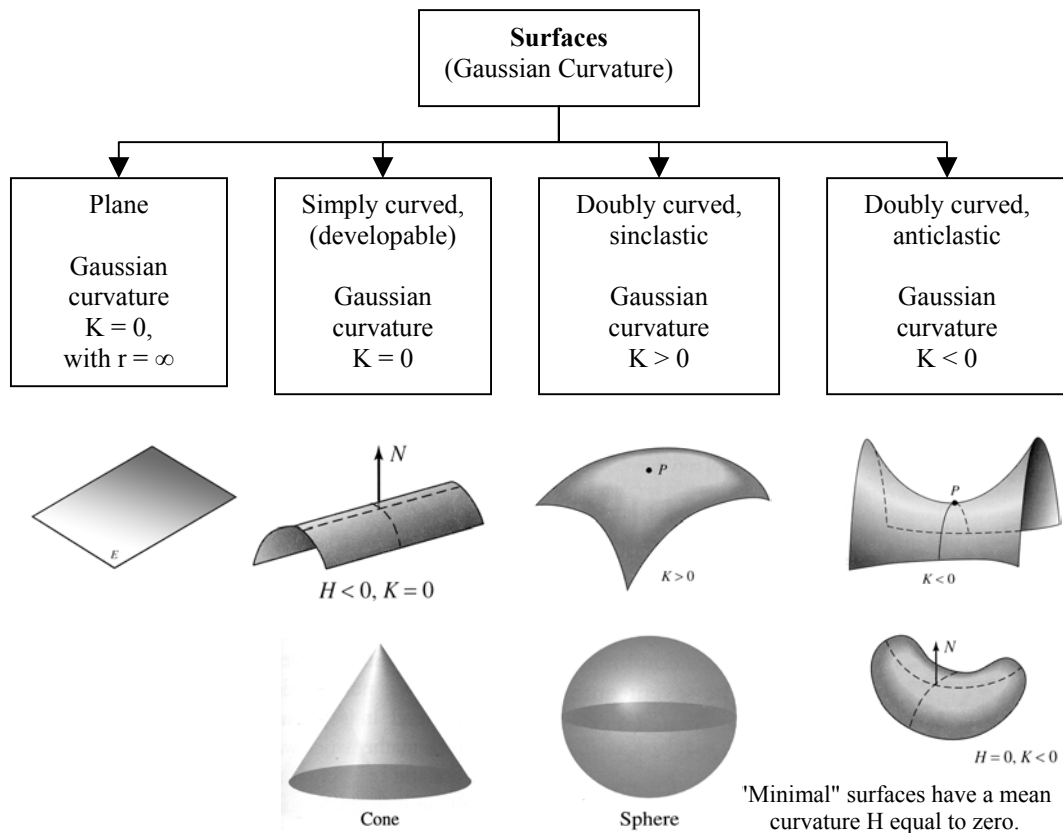 Surfaces
(Gaussian Curvature)
Plane
Gaussian
curvature
K = 0,
with r = ∞
Simply curved,
(developable)
Gaussian
curvature
K = 0
Doubly curved,
sinclastic
Gaussian
curvature
K > 0
Doubly curved,
anticlastic
Gaussian
curvature
K < 0
E
N
H < 0, K = 0
P
K > 0
P
K < 0
Cone
Sphere
N
H = 0, K < 0
'Minimal" surfaces have a mean
curvature H equal to zero.